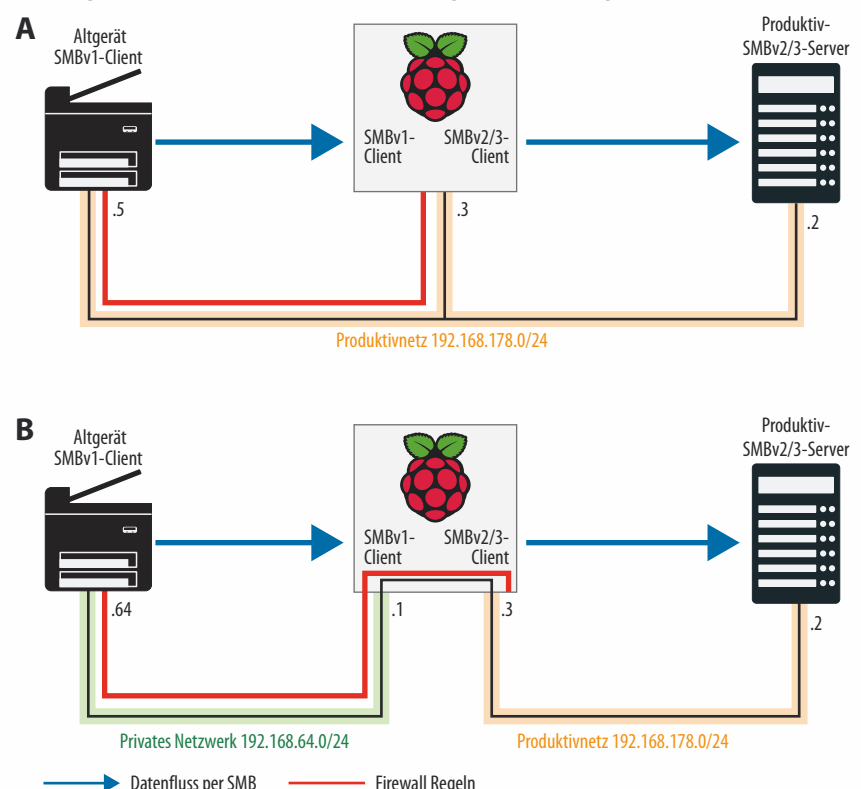 A
Altgerät
SMBv1-Client
Produktiv-
SMBv2/3-Server
SMBv1-
Client
SMBv2/3-
Client
.5
.3
.2
Produktivnetz 192.168.178.0/24
B
Altgerät
SMBv1-Client
Produktiv-
SMBv2/3-Server
SMBv1-
Client
SMBv2/3-
Client
.64
.1
.3
.2
Privates Netzwerk 192.168.64.0/24
Produktivnetz 192.168.178.0/24
Datenfluss per SMB
Firewall Regeln